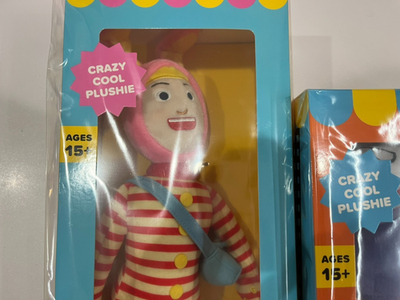 CRAZY
COOL
PLUSHIE
AGES
15+
CRAZY
COOL
PLUSHIE
AGES
15+